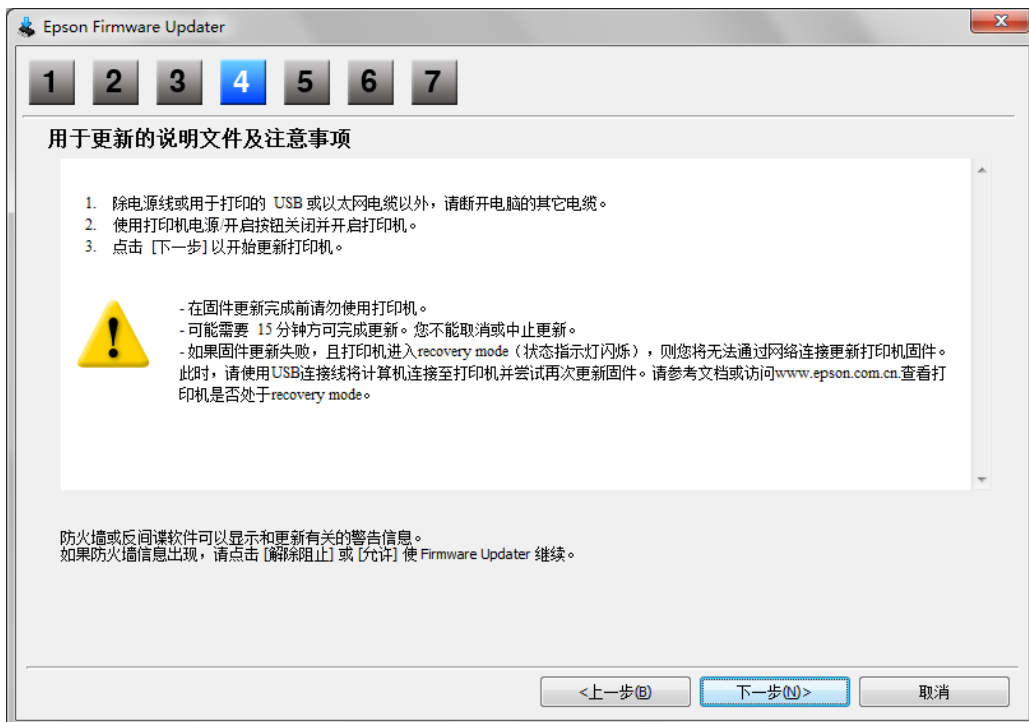 Epson Firmware Updater
1 2 3 4 5 6 7
用于更新的说明文件及注意事项
1. 除电源线或用于打印的 USB 或以太网电缆以外，请断开电脑的其它电缆。
2. 使用打印机电源/开启按钮关闭并开启打印机。
3. 点击 [下一步] 以开始更新打印机。
- 在固件更新完成前请勿使用打印机。
- 可能需要 15 分钟方可完成更新。您不能取消或中止更新。
- 如果固件更新失败，且打印机进入recovery mode（状态指示灯闪烁），则您将无法通过网络连接更新打印机固件。
此时，请使用USB连接线将计算机连接至打印机并尝试再次更新固件。请参考文档或访问www.epson.com.cn.查看打
印机是否处于recovery mode。
防火墙或反间谍软件可以显示和更新有关的警告信息。
如果防火墙信息出现，请点击 [解除阻止] 或 [允许] 使 Firmware Updater 继续。
<上一步(B) 下一步(N)> 取消